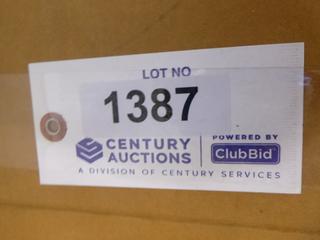 LOT NO
1387
CENTURY
AUCTIONS
POWERED BY
ClubBid
A DIVISION OF CENTURY SERVICES